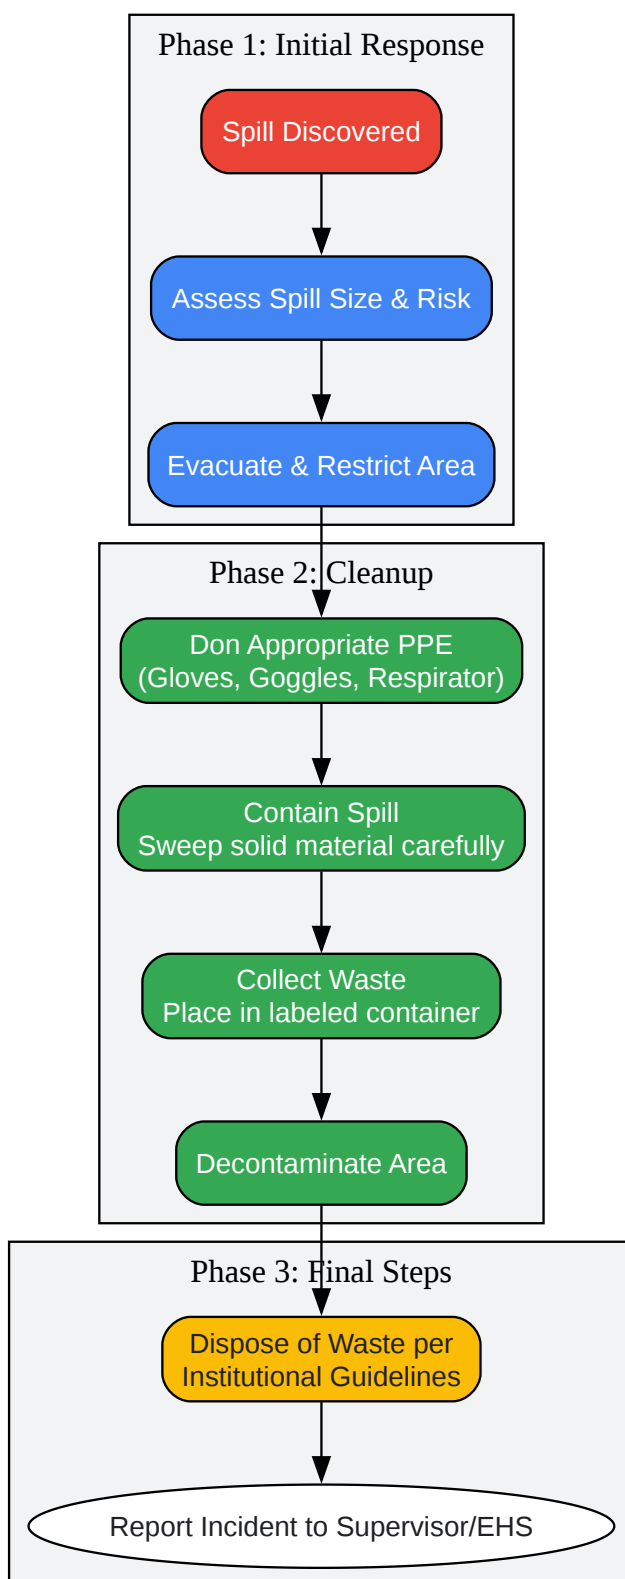 Phase 1: Initial Response
Spill Discovered
Assess Spill Size & Risk
Evacuate & Restrict Area
Phase 2: Cleanup
Don Appropriate PPE
(Gloves, Goggles, Respirator)
Contain Spill
Sweep solid material carefully
Collect Waste
Place in labeled container
Decontaminate Area
Phase 3: Final Steps
Dispose of Waste per
Institutional Guidelines
Report Incident to Supervisor/EHS